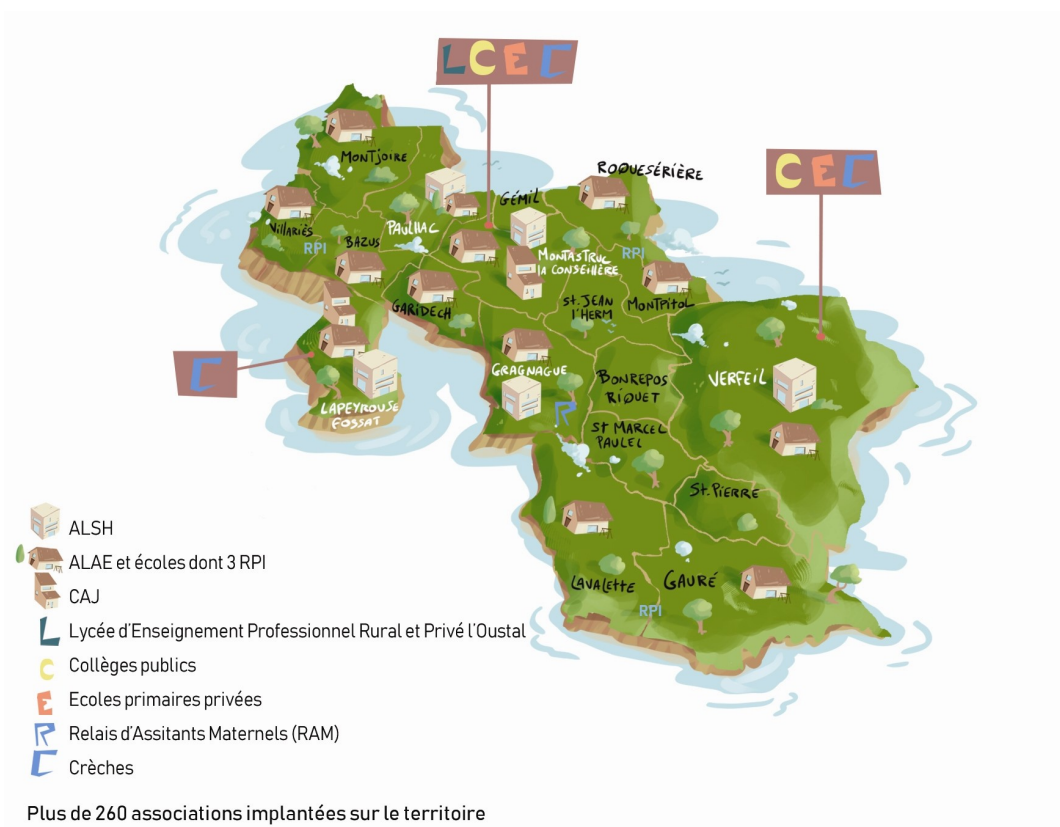 L C E C
C E C
MONTJOIRE
ROQUESÉRIÈRE
GÉMIL
VILLARIÈS
RPI
BAZUS
PAULHAC
RPI
MONTASTRUC
LA CONSEILLÈRE
GARIDECH
ST. JEAN
L'HERM
MONTPITOL
C
GRAGNAGUE
BONREPOS
RIQUET
VERFEIL
LAPEYROUSE
FOSSAT
R
ST MARCEL
PAULEL
ST. PIERRE
LAVALETTE
GAURÉ
RPI
ALSH
ALAE et écoles dont 3 RPI
CAJ
L Lycée d'Enseignement Professionnel Rural et Privé l'Oustal
C Collèges publics
E Ecoles primaires privées
R Relais d'Assitants Maternels (RAM)
C Crèches
Plus de 260 associations implantées sur le territoire